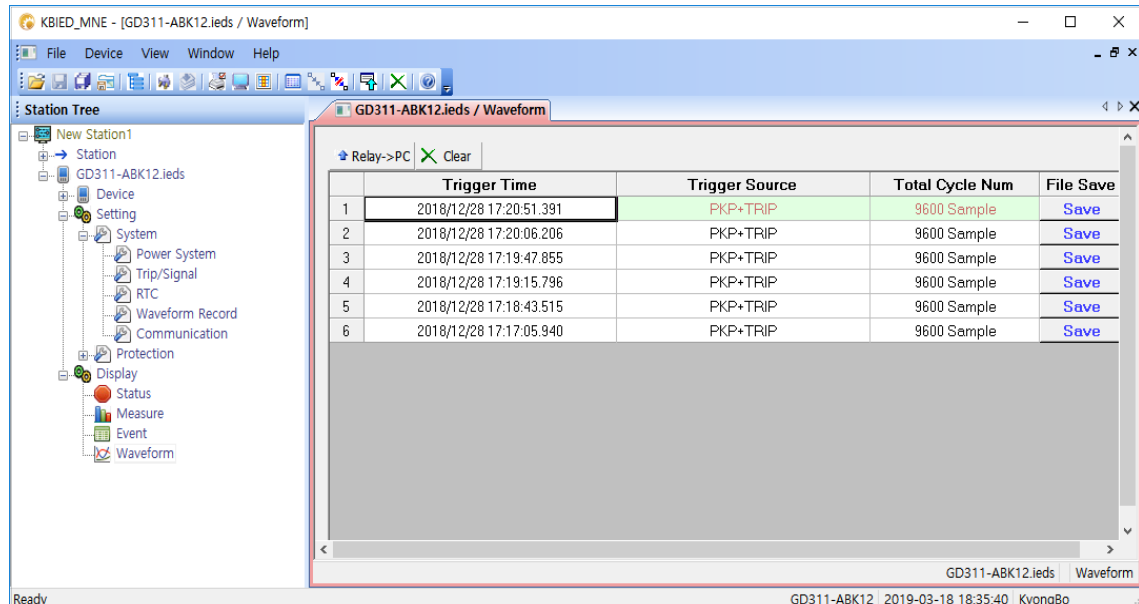 KBIED_MNE - [GD311-ABK12.ieds / Waveform]
File Device View Window Help
Station Tree
GD311-ABK12.ieds / Waveform
New Station1
Station
GD311-ABK12.ieds
Device
Setting
System
Power System
Trip/Signal
RTC
Waveform Record
Communication
Protection
Display
Status
Measure
Event
Waveform
Relay->PC Clear
Trigger Time Trigger Source Total Cycle Num File Save
1 2018/12/28 17:20:51.391 PKP+TRIP 9600 Sample Save
2 2018/12/28 17:20:06.206 PKP+TRIP 9600 Sample Save
3 2018/12/28 17:19:47.855 PKP+TRIP 9600 Sample Save
4 2018/12/28 17:19:15.796 PKP+TRIP 9600 Sample Save
5 2018/12/28 17:18:43.515 PKP+TRIP 9600 Sample Save
6 2018/12/28 17:17:05.940 PKP+TRIP 9600 Sample Save
GD311-ABK12.ieds Waveform
Ready GD311-ABK12 2019-03-18 18:35:40 KyongBo